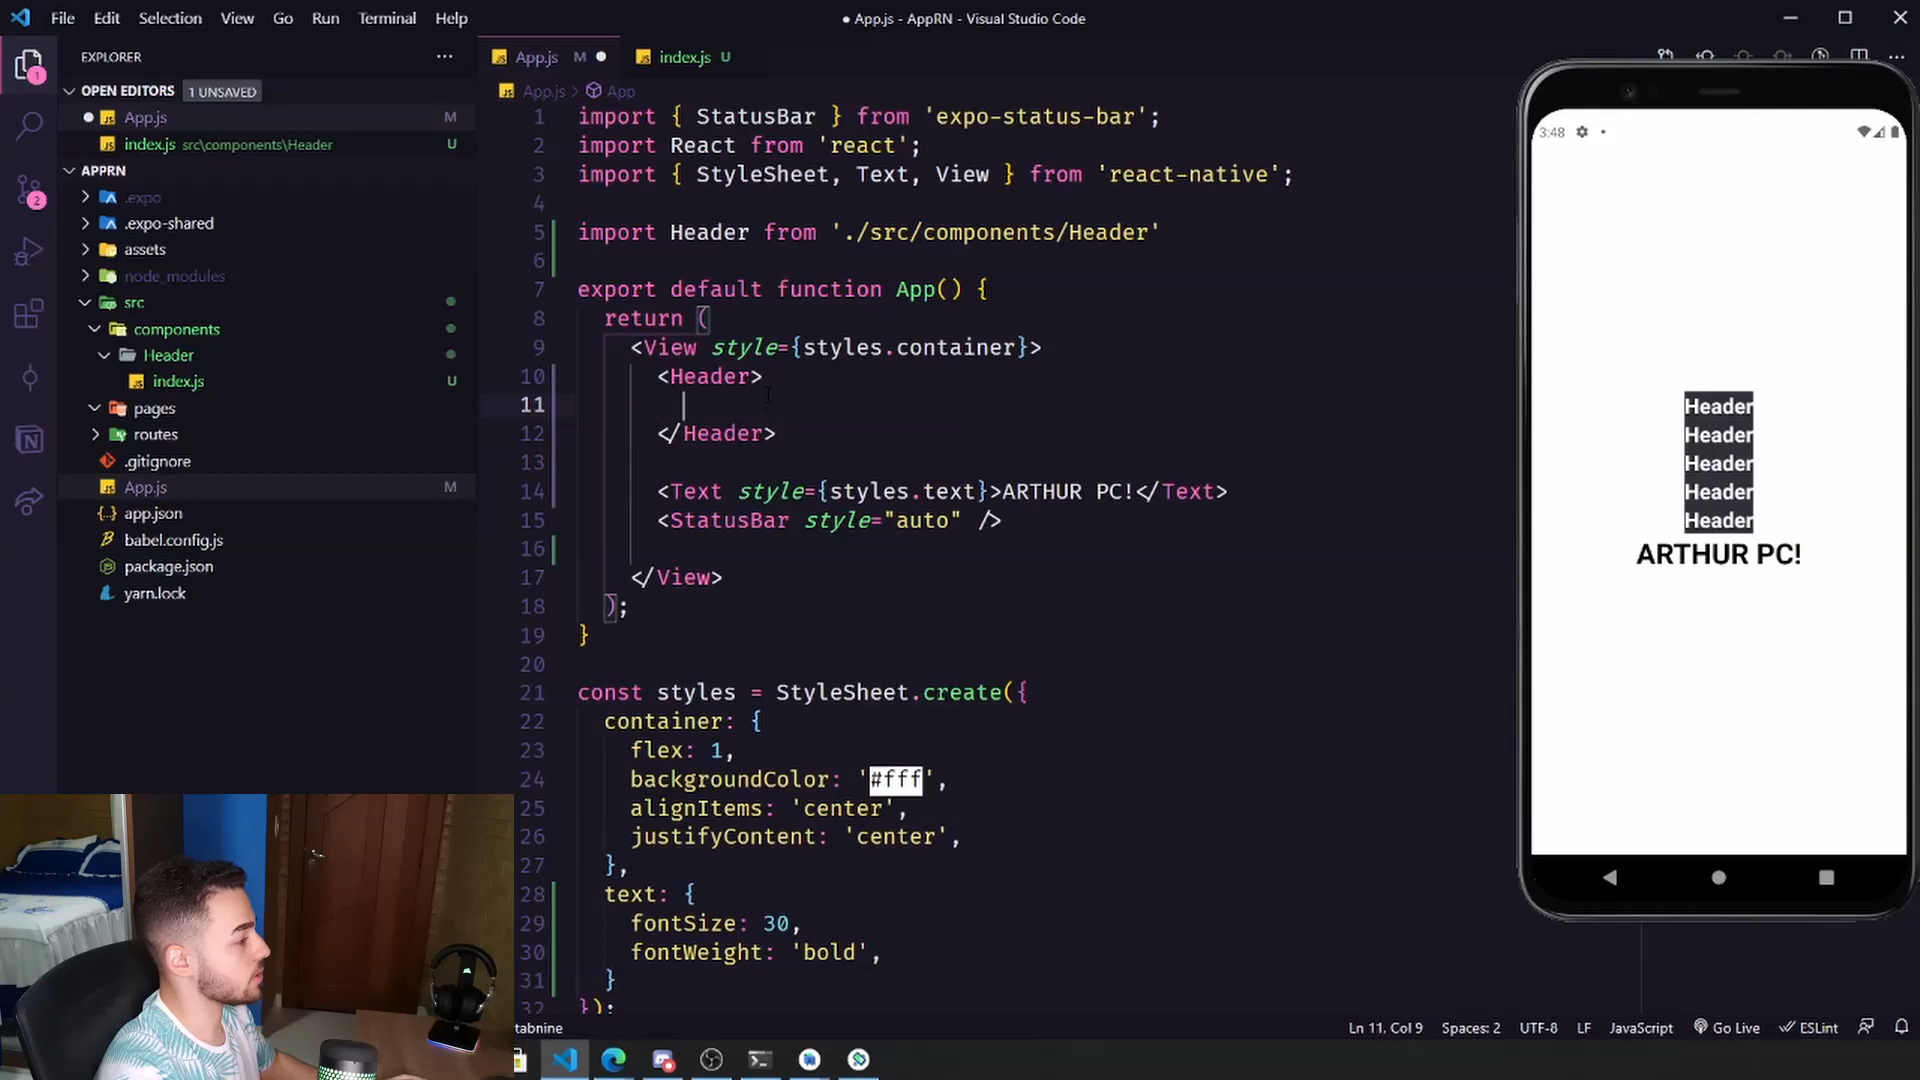 File Edit Selection View Go Run Terminal Help
● App.js - AppRN - Visual Studio Code
EXPLORER
OPEN EDITORS 1 UNSAVED
App.js M
index.js src\components\Header U
APPRN
.expo
.expo-shared
assets
node_modules
src
components
Header
index.js U
pages
routes
.gitignore
App.js M
app.json
babel.config.js
package.json
yarn.lock
1
2
App.js M
index.js U
App.js > App
1 import { StatusBar } from 'expo-status-bar';
2 import React from 'react';
3 import { StyleSheet, Text, View } from 'react-native';
4
5 import Header from './src/components/Header'
6
7 export default function App() {
8 return (
9 <View style={styles.container}>
10 <Header>
11
12 </Header>
13
14 <Text style={styles.text}>ARTHUR PC!</Text>
15 <StatusBar style="auto" />
16
17 </View>
18 );
19 }
20
21 const styles = StyleSheet.create({
22 container: {
23 flex: 1,
24 backgroundColor: '#fff',
25 alignItems: 'center',
26 justifyContent: 'center',
27 },
28 text: {
29 fontSize: 30,
30 fontWeight: 'bold',
31 }
32 });
3:48
Header
Header
Header
Header
Header
ARTHUR PC!
tabnine
Ln 11, Col 9 Spaces: 2 UTF-8 LF JavaScript Go Live ESLint